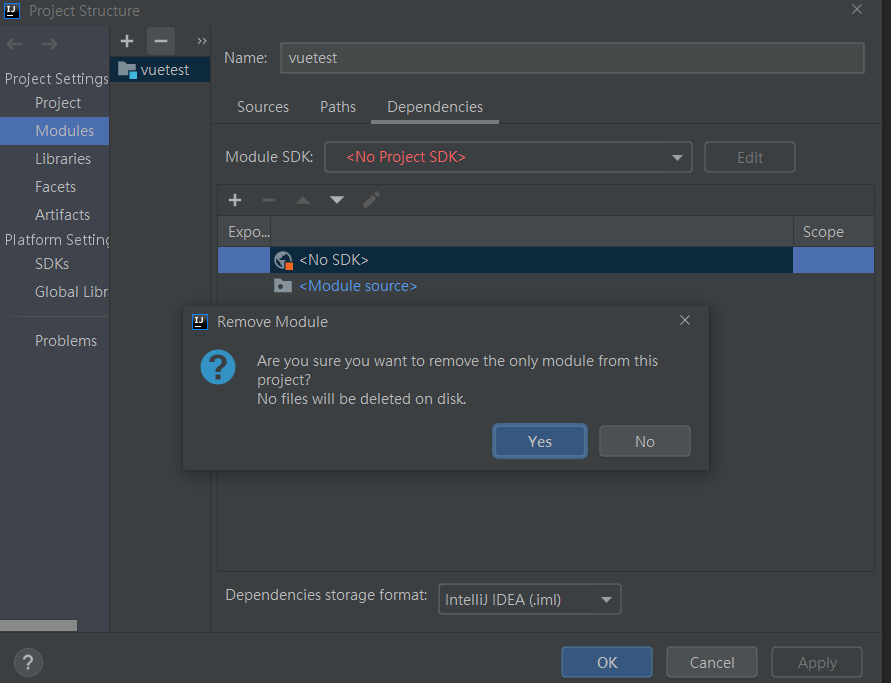 Project Structure
Project Settings
Project
Modules
Libraries
Facets
Artifacts
Platform Setting
SDKs
Global Libr
Problems
vuetest
Name: vuetest
Sources Paths Dependencies
Module SDK: <No Project SDK> Edit
Expo... Scope
<No SDK>
<Module source>
IJ Remove Module
Are you sure you want to remove the only module from this
project?
No files will be deleted on disk.
Yes No
Dependencies storage format: IntelliJ IDEA (.iml)
? OK Cancel Apply